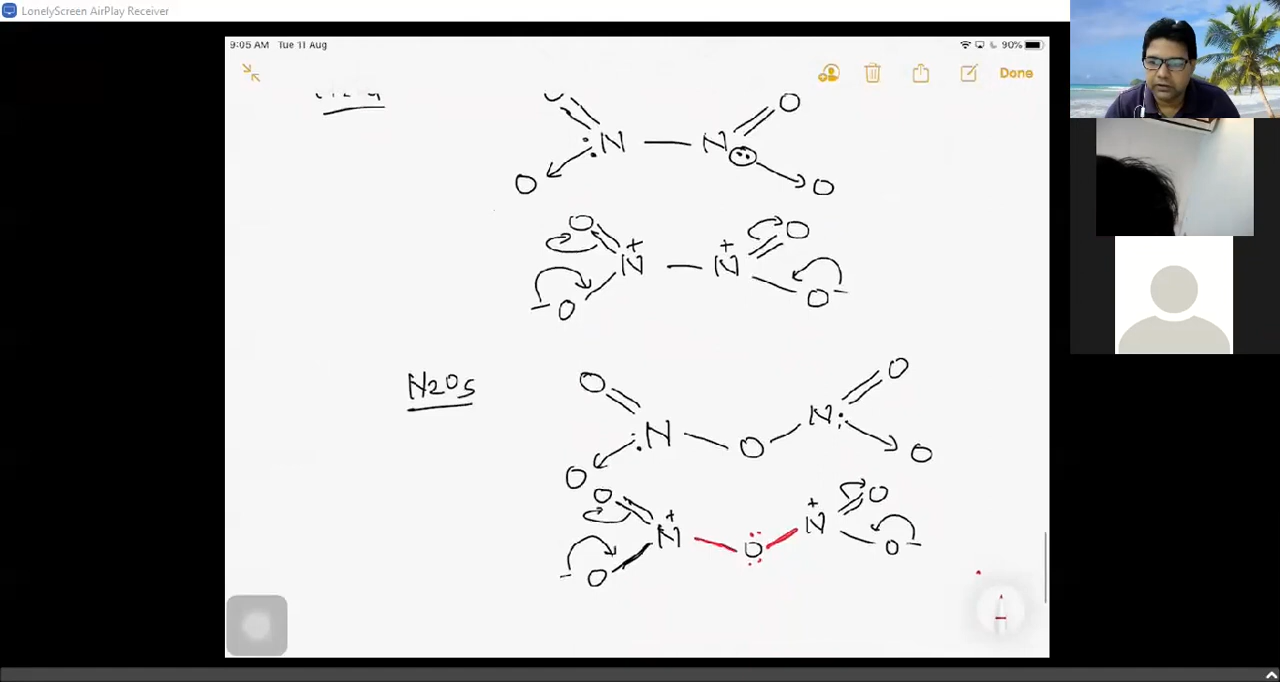 LonelyScreen AirPlay Receiver
9:05 AM Tue 11 Aug
90%
Done
O
N — N
O O
O + + O
N — N
– O O –
N2O5
O O
:N N:
O O
O
O + + O
N O N
– O O –